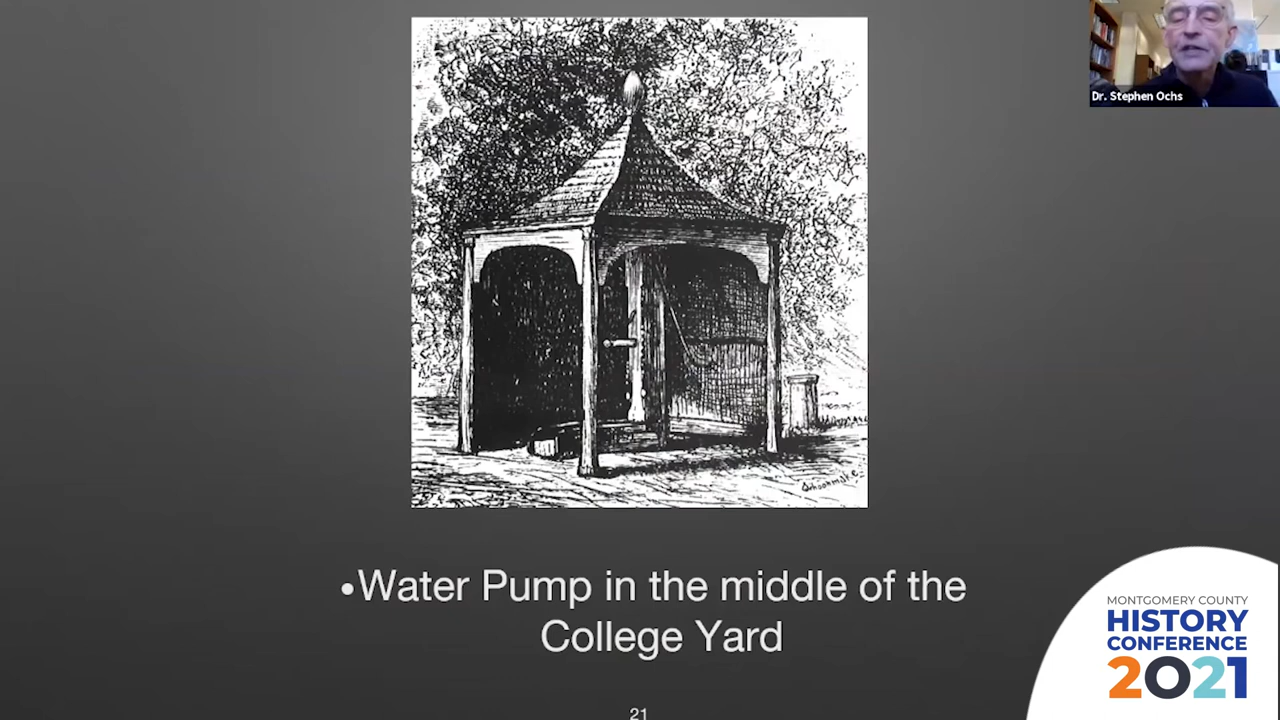 Dr. Stephen Ochs
•Water Pump in the middle of the
College Yard
21
MONTGOMERY COUNTY
HISTORY
CONFERENCE
2021